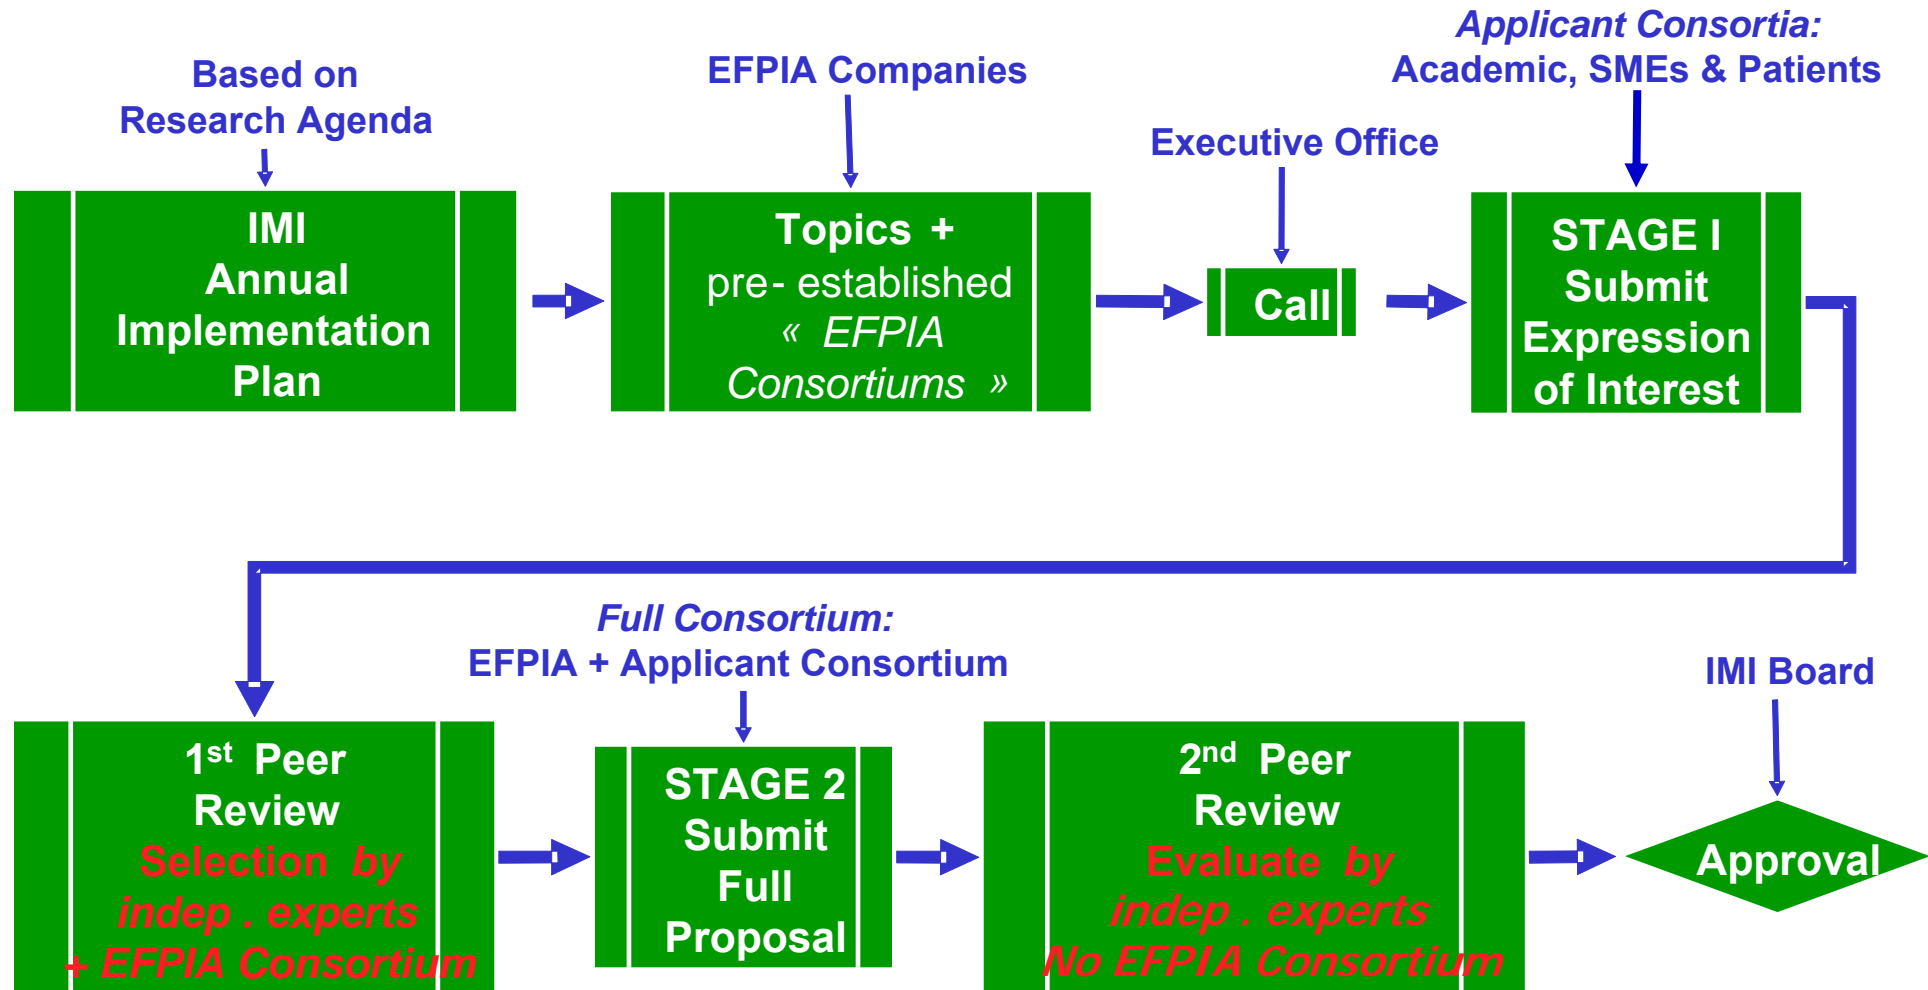 Based on
Research Agenda
EFPIA Companies
Executive Office
Applicant Consortia:
Academic, SMEs & Patients
IMI
Annual
Implementation
Plan
Topics +
pre- established
« EFPIA
Consortiums »
Call
STAGE I
Submit
Expression
of Interest
Full Consortium:
EFPIA + Applicant Consortium
IMI Board
1st Peer
Review
Selection by
indep . experts
+ EFPIA Consortium
STAGE 2
Submit
Full
Proposal
2nd Peer
Review
Evaluate by
indep . experts
No EFPIA Consortium
Approval